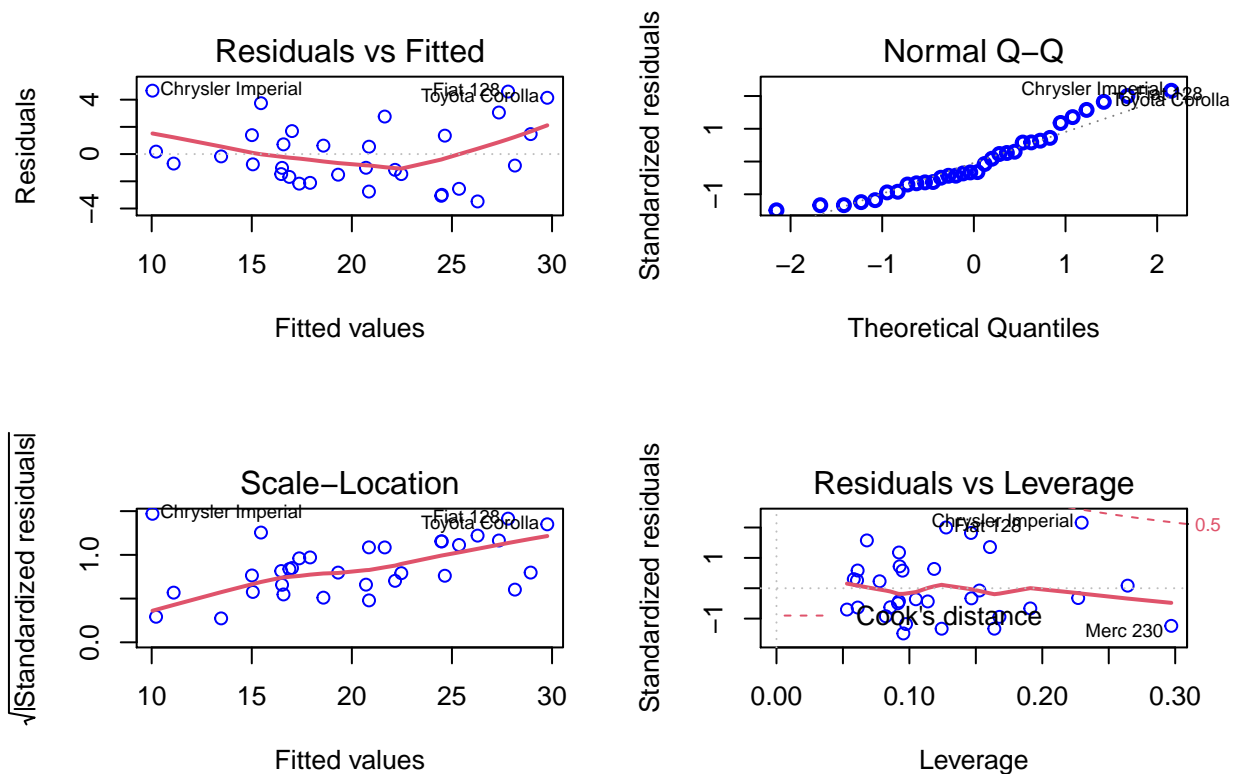 Residuals vs Fitted
Residuals
4
0
−4
Chrysler Imperial
Fiat 128
Toyota Corolla
10 15 20 25 30
Fitted values
Normal Q−Q
Standardized residuals
1
−1
Chrysler Imperial
Fiat 128
Toyota Corolla
−2 −1 0 1 2
Theoretical Quantiles
Scale−Location
√|Standardized residuals|
1.0
0.0
Chrysler Imperial
Fiat 128
Toyota Corolla
10 15 20 25 30
Fitted values
Residuals vs Leverage
Standardized residuals
1
−1
Chrysler Imperial
Fiat 128
0.5
Cook's distance
Merc 230
0.00 0.10 0.20 0.30
Leverage